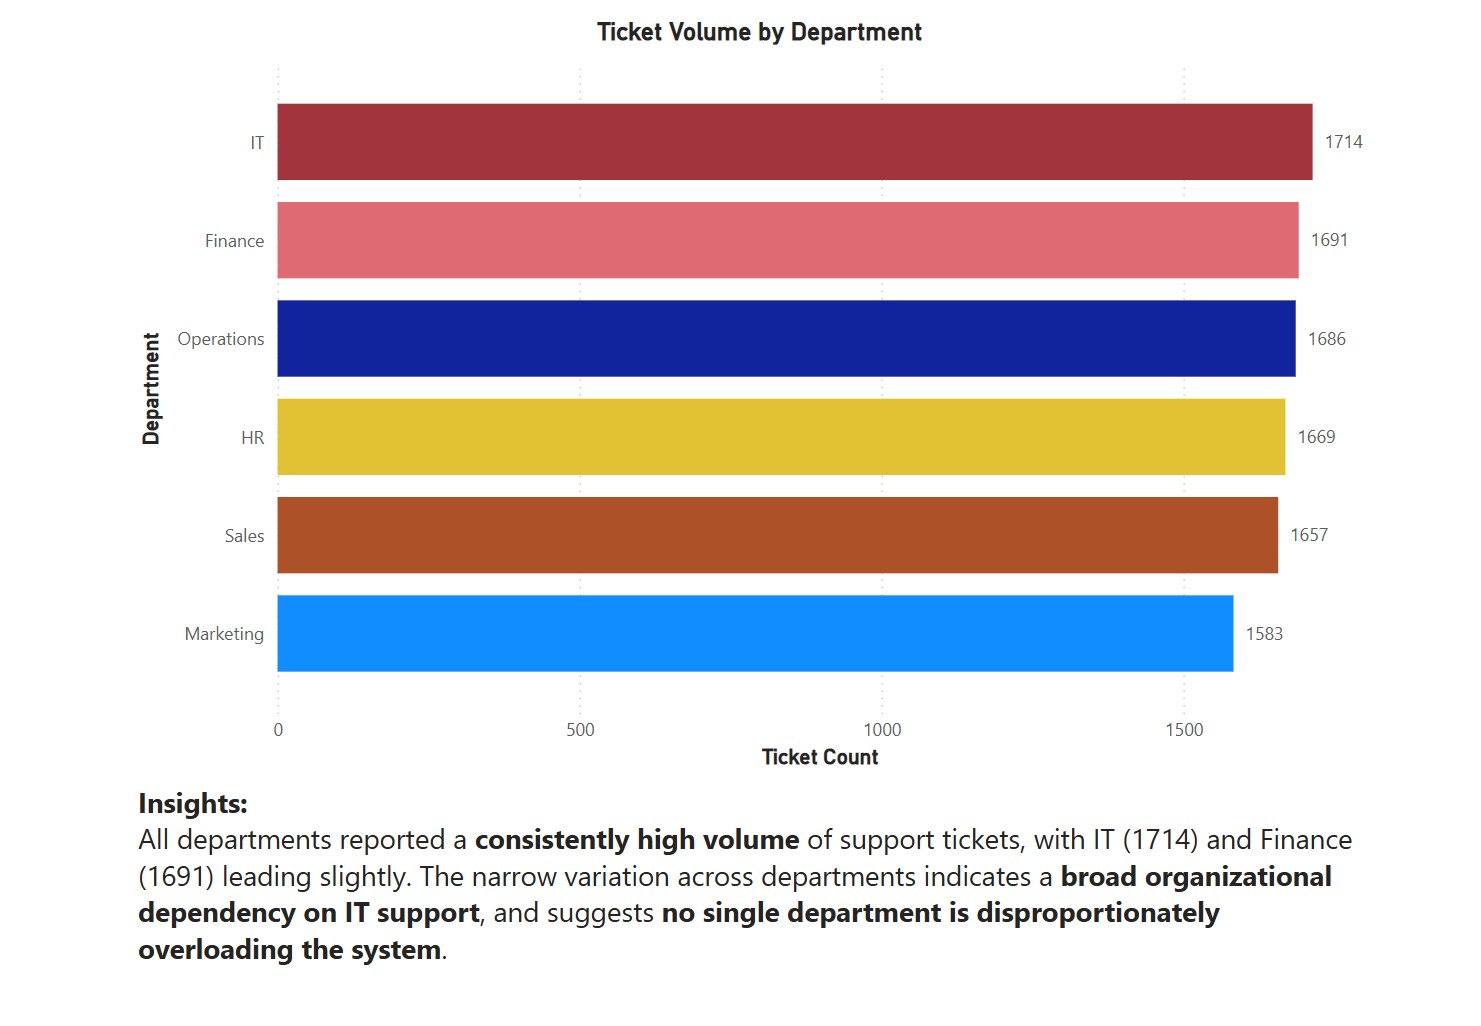 Ticket Volume by Department
IT
1714
Finance
1691
Operations
1686
HR
1669
Sales
1657
Marketing
1583
Department
0 500 1000 1500
Ticket Count
Insights:
All departments reported a consistently high volume of support tickets, with IT (1714) and Finance
(1691) leading slightly. The narrow variation across departments indicates a broad organizational
dependency on IT support, and suggests no single department is disproportionately
overloading the system.